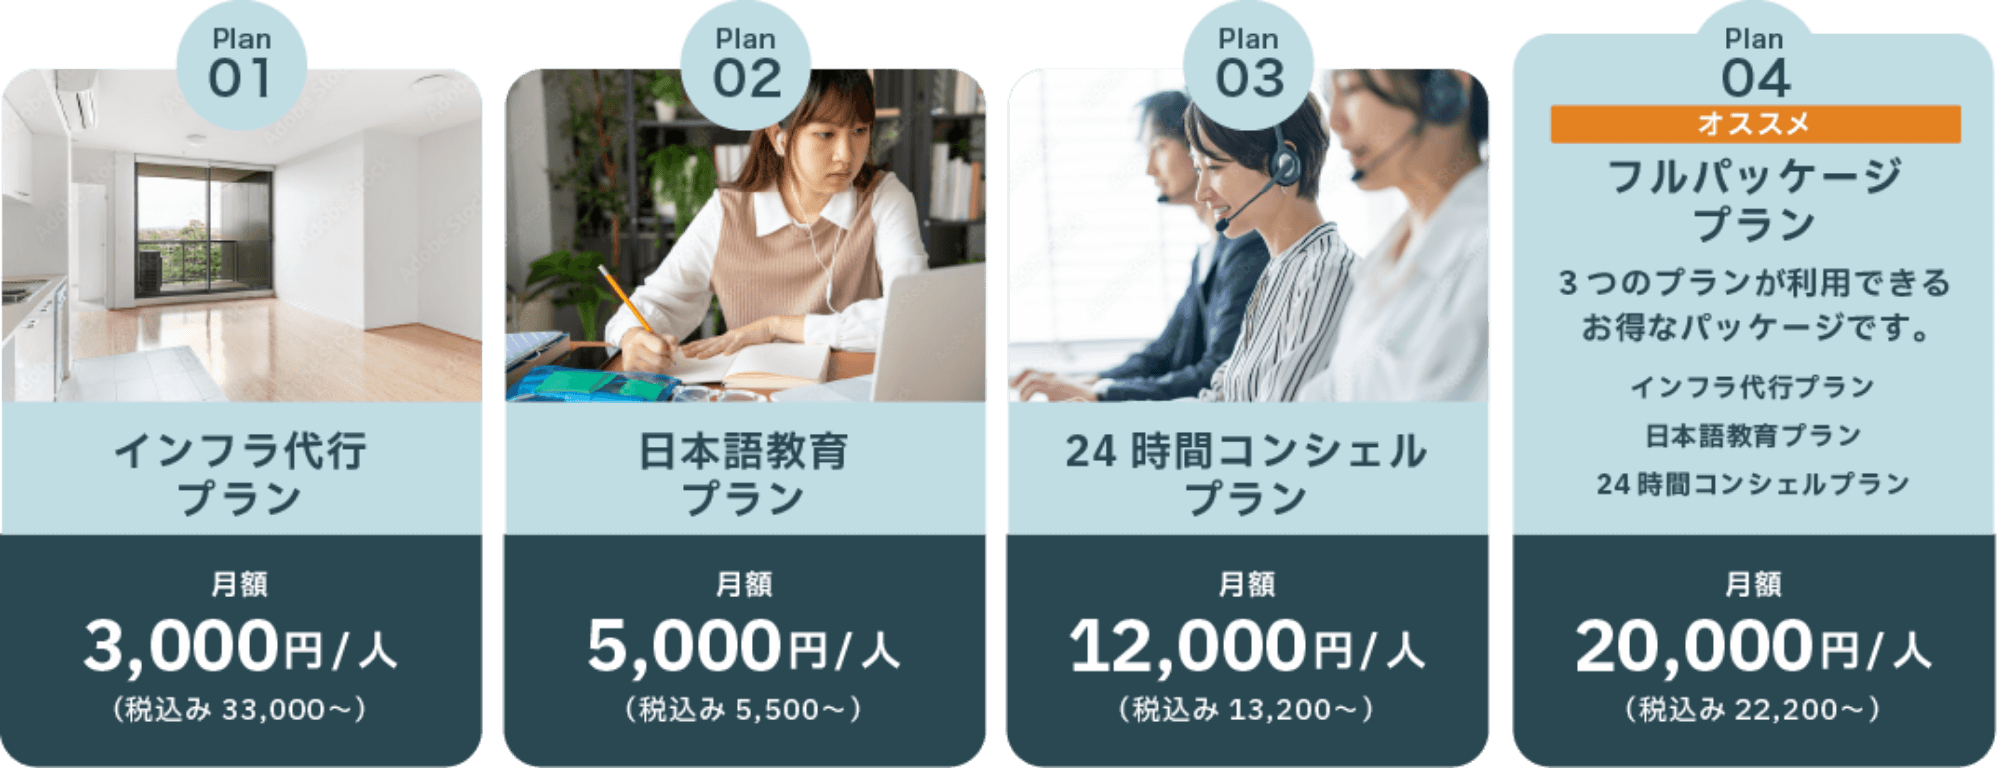 Plan
01
インフラ代行
プラン
月額
3,000円/人
（税込み 33,000～）
Plan
02
日本語教育
プラン
月額
5,000円/人
（税込み 5,500～）
Plan
03
24時間コンシェル
プラン
月額
12,000円/人
（税込み 13,200～）
Plan
04
オススメ
フルパッケージ
プラン
3つのプランが利用できる
お得なパッケージです。
インフラ代行プラン
日本語教育プラン
24時間コンシェルプラン
月額
20,000円/人
（税込み 22,200～）